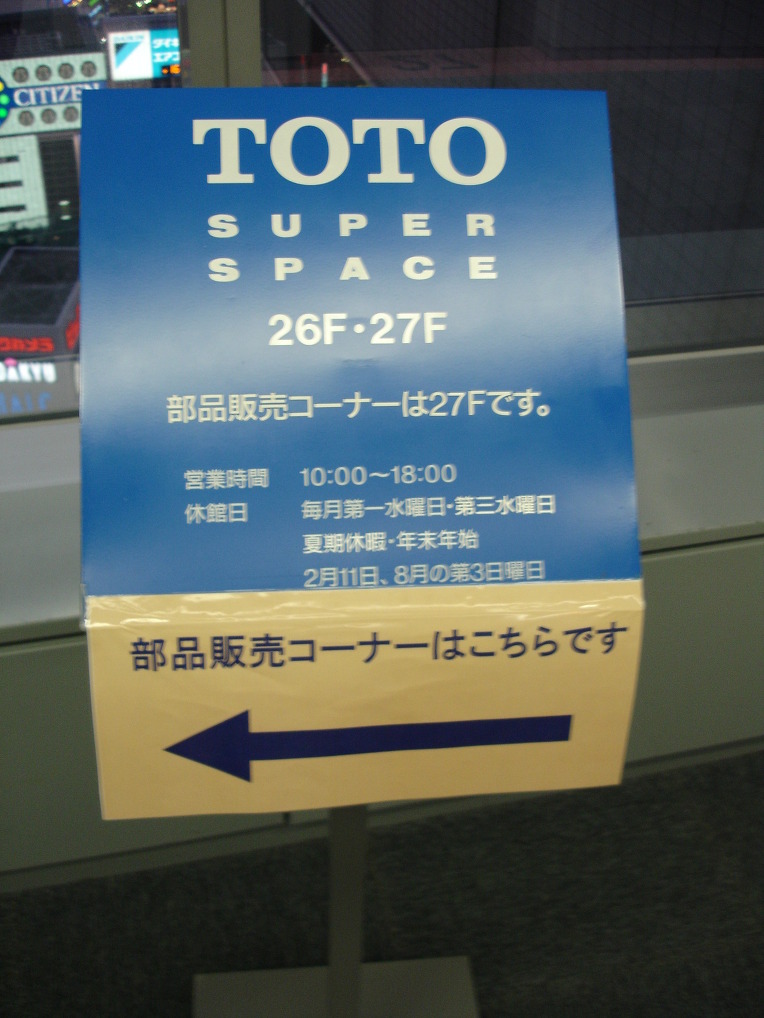 CITIZEN
TOTO
SUPER
SPACE
26F・27F
部品販売コーナーは27Fです。
営業時間 10:00～18:00
休館日 毎月第一水曜日・第三水曜日
夏期休暇・年末年始
2月11日、8月の第3日曜日
部品販売コーナーはこちらです